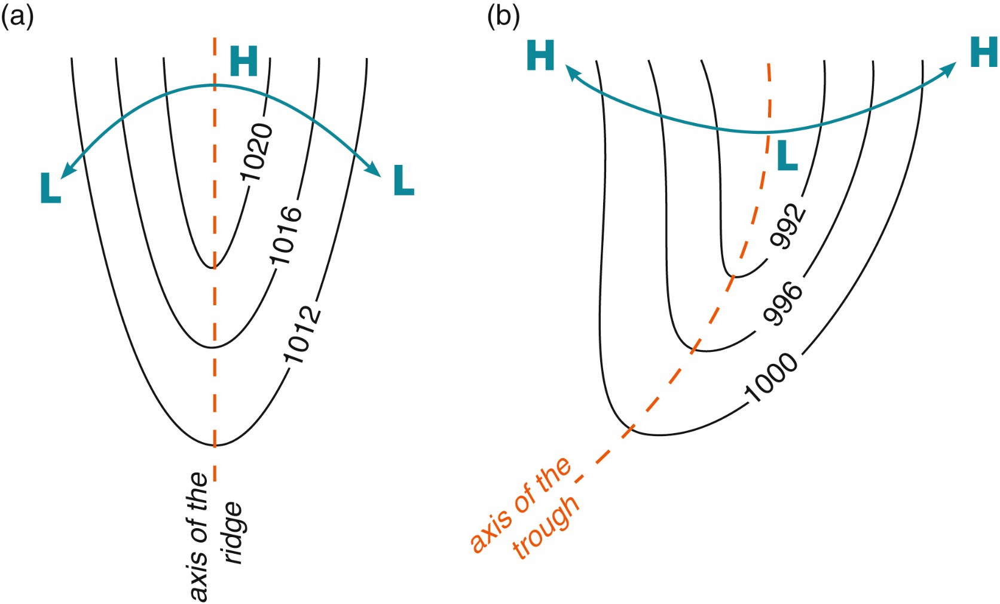 (a)
H
L
L
1020
1016
1012
axis of the
ridge
(b)
H
H
L
992
996
1000
axis of the
trough